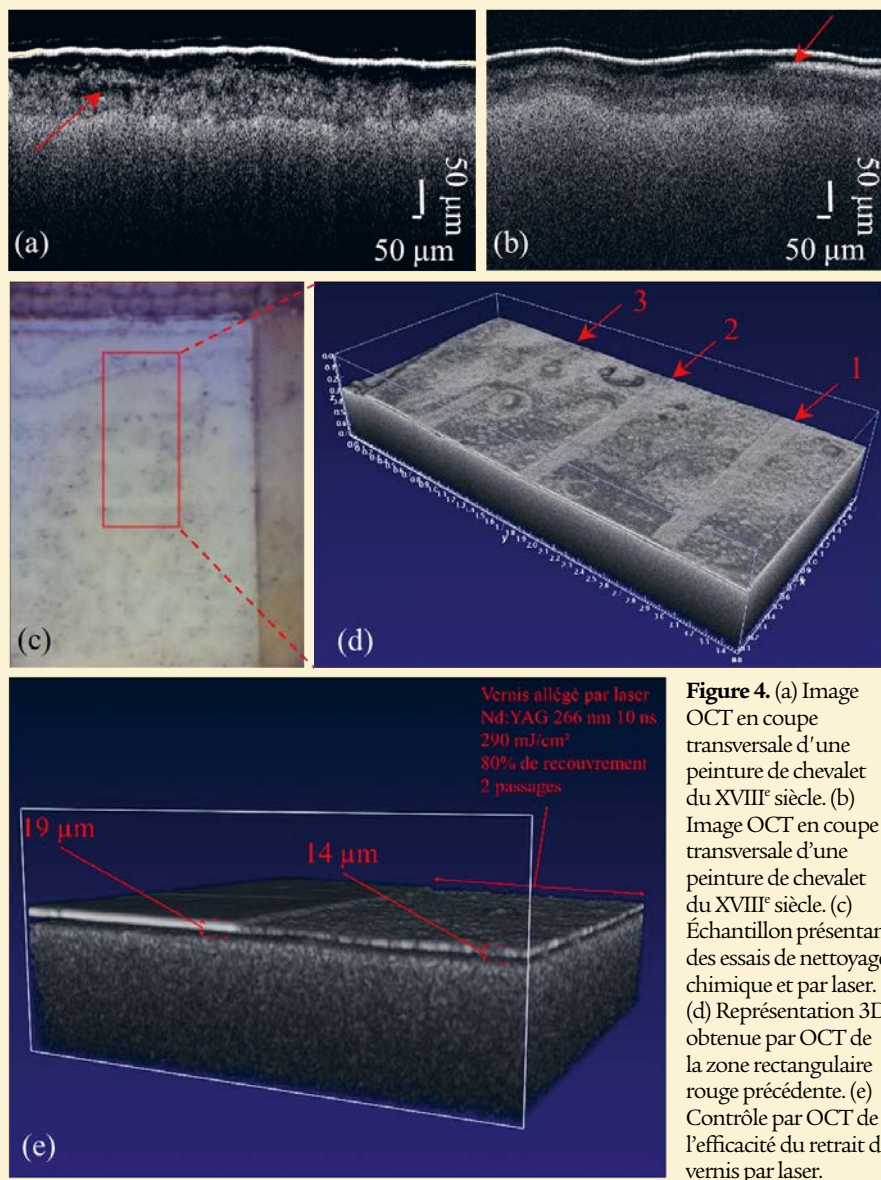 50 µm
50 µm
(a)
50 µm
50 µm
(b)
(c)
3
2
1
(d)
Vernis allégé par laser
Nd:YAG 266 nm 10 ns
290 mJ/cm²
80% de recouvrement
2 passages
19 µm
14 µm
(e)
Figure 4. (a) Image
OCT en coupe
transversale d'une
peinture de chevalet
du XVIIIᵉ siècle. (b)
Image OCT en coupe
transversale d’une
peinture de chevalet
du XVIIIᵉ siècle. (c)
Échantillon présentan
des essais de nettoyage
chimique et par laser.
(d) Représentation 3D
obtenue par OCT de
la zone rectangulaire
rouge précédente. (e)
Contrôle par OCT de
l’efficacité du retrait d
vernis par laser.